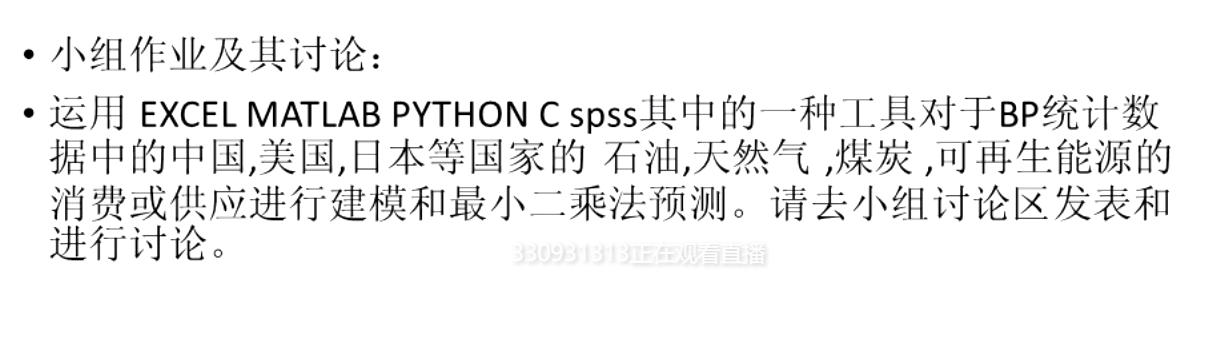 • 小组作业及其讨论：
• 运用 EXCEL MATLAB PYTHON C spss其中的一种工具对于BP统计数
据中的中国,美国,日本等国家的 石油,天然气 ,煤炭 ,可再生能源的
消费或供应进行建模和最小二乘法预测。请去小组讨论区发表和
进行讨论。
330931313正在观看直播